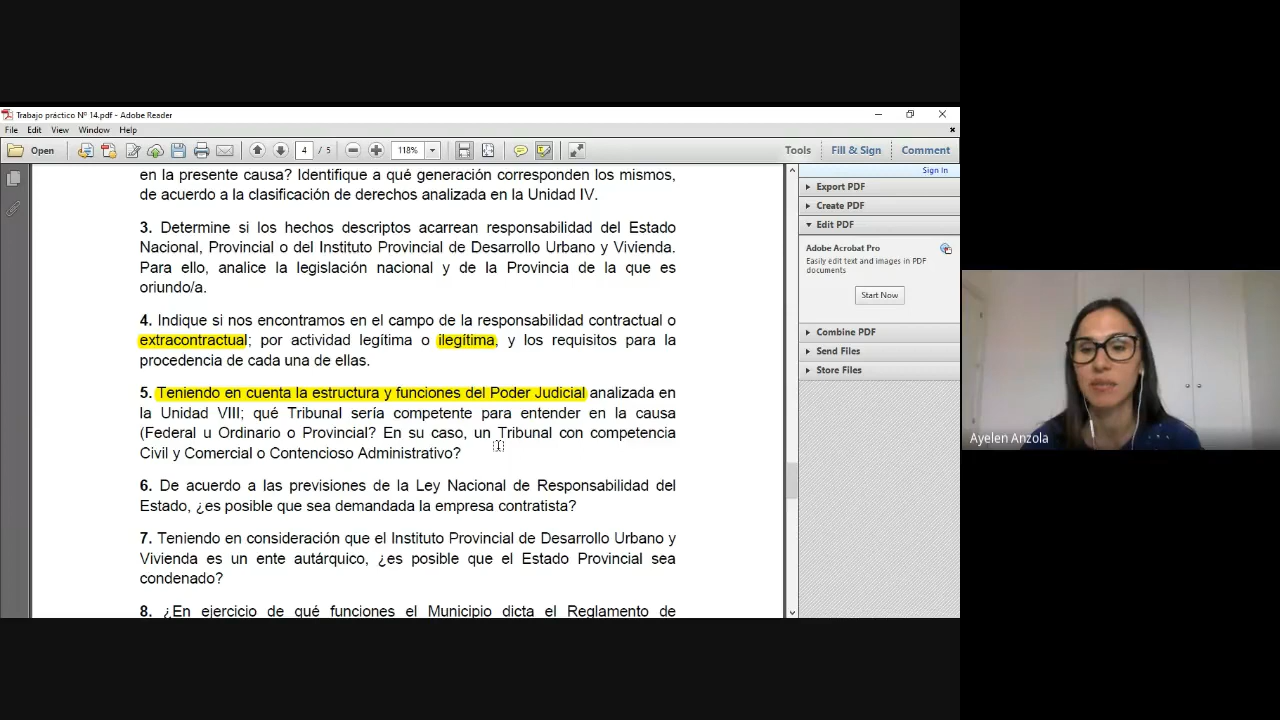 Trabajo práctico Nº 14.pdf - Adobe Reader
File Edit View Window Help
Open 4 / 5 118% Tools Fill & Sign Comment
Sign In
Export PDF
Create PDF
Edit PDF
Adobe Acrobat Pro
Easily edit text and images in PDF
documents
Start Now
Combine PDF
Send Files
Store Files
en la presente causa? Identifique a qué generación corresponden los mismos,
de acuerdo a la clasificación de derechos analizada en la Unidad IV.
3. Determine si los hechos descriptos acarrean responsabilidad del Estado
Nacional, Provincial o del Instituto Provincial de Desarrollo Urbano y Vivienda.
Para ello, analice la legislación nacional y de la Provincia de la que es
oriundo/a.
4. Indique si nos encontramos en el campo de la responsabilidad contractual o
extracontractual; por actividad legítima o ilegítima, y los requisitos para la
procedencia de cada una de ellas.
5. Teniendo en cuenta la estructura y funciones del Poder Judicial analizada en
la Unidad VIII; qué Tribunal sería competente para entender en la causa
(Federal u Ordinario o Provincial? En su caso, un Tribunal con competencia
Civil y Comercial o Contencioso Administrativo?
6. De acuerdo a las previsiones de la Ley Nacional de Responsabilidad del
Estado, ¿es posible que sea demandada la empresa contratista?
7. Teniendo en consideración que el Instituto Provincial de Desarrollo Urbano y
Vivienda es un ente autárquico, ¿es posible que el Estado Provincial sea
condenado?
8. ¿En ejercicio de qué funciones el Municipio dicta el Reglamento de
Ayelen Anzola